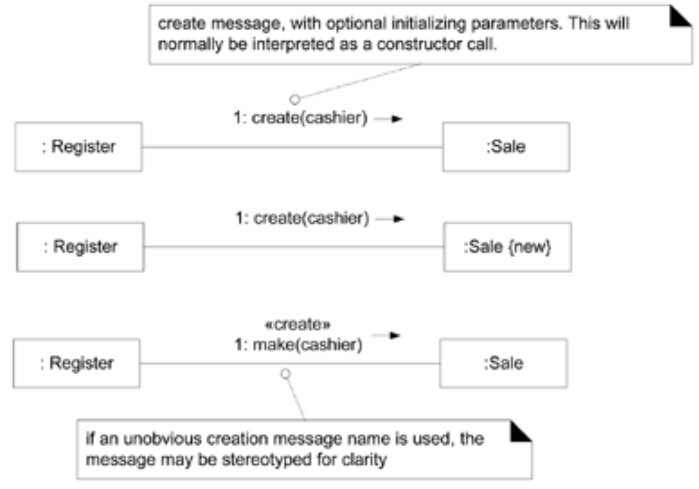 create message, with optional initializing parameters. This will
normally be interpreted as a constructor call.
1: create(cashier)
: Register
:Sale
1: create(cashier)
: Register
:Sale {new}
«create»
1: make(cashier)
: Register
:Sale
if an unobvious creation message name is used, the
message may be stereotyped for clarity